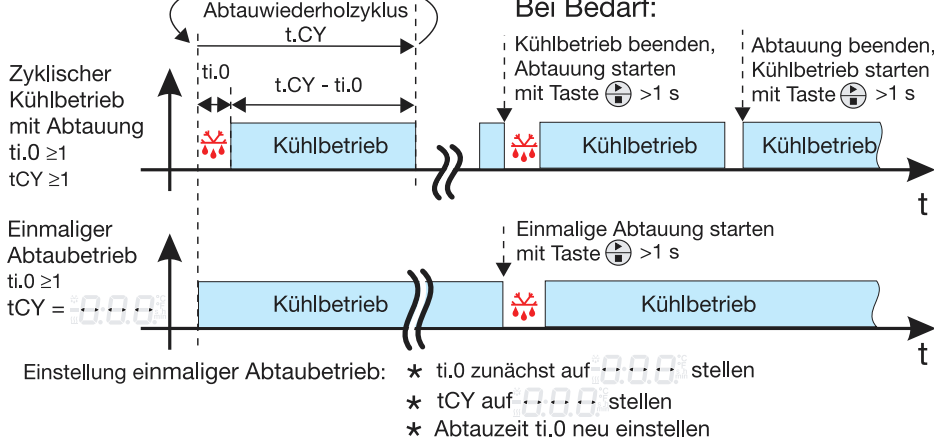 Abtauwiederholzyklus
t.CY
Bei Bedarf:
Kühlbetrieb beenden,
Abtauung starten
mit Taste >1 s
Abtauung beenden,
Kühlbetrieb starten
mit Taste >1 s
Zyklischer
Kühlbetrieb
mit Abtauung
ti.0 ≥1
tCY ≥1
ti.0
t.CY - ti.0
Kühlbetrieb
Kühlbetrieb
Kühlbetrieb
t
Einmaliger
Abtaubetrieb
ti.0 ≥1
tCY = - - -
Einmalige Abtauung starten
mit Taste >1 s
Kühlbetrieb
Kühlbetrieb
t
Einstellung einmaliger Abtaubetrieb:
* ti.0 zunächst auf - - - stellen
* tCY auf - - - stellen
* Abtauzeit ti.0 neu einstellen